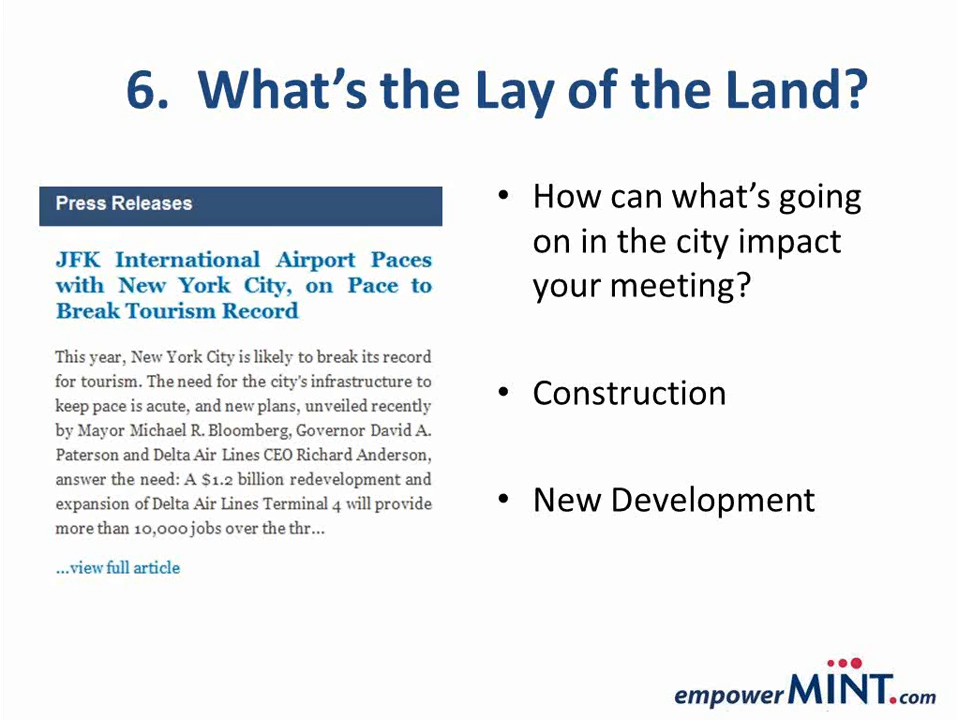 6. What’s the Lay of the Land?
Press Releases
JFK International Airport Paces
with New York City, on Pace to
Break Tourism Record
This year, New York City is likely to break its record
for tourism. The need for the city's infrastructure to
keep pace is acute, and new plans, unveiled recently
by Mayor Michael R. Bloomberg, Governor David A.
Paterson and Delta Air Lines CEO Richard Anderson,
answer the need: A $1.2 billion redevelopment and
expansion of Delta Air Lines Terminal 4 will provide
more than 10,000 jobs over the thr...
...view full article
• How can what’s going
on in the city impact
your meeting?
• Construction
• New Development
empowerMINT.com